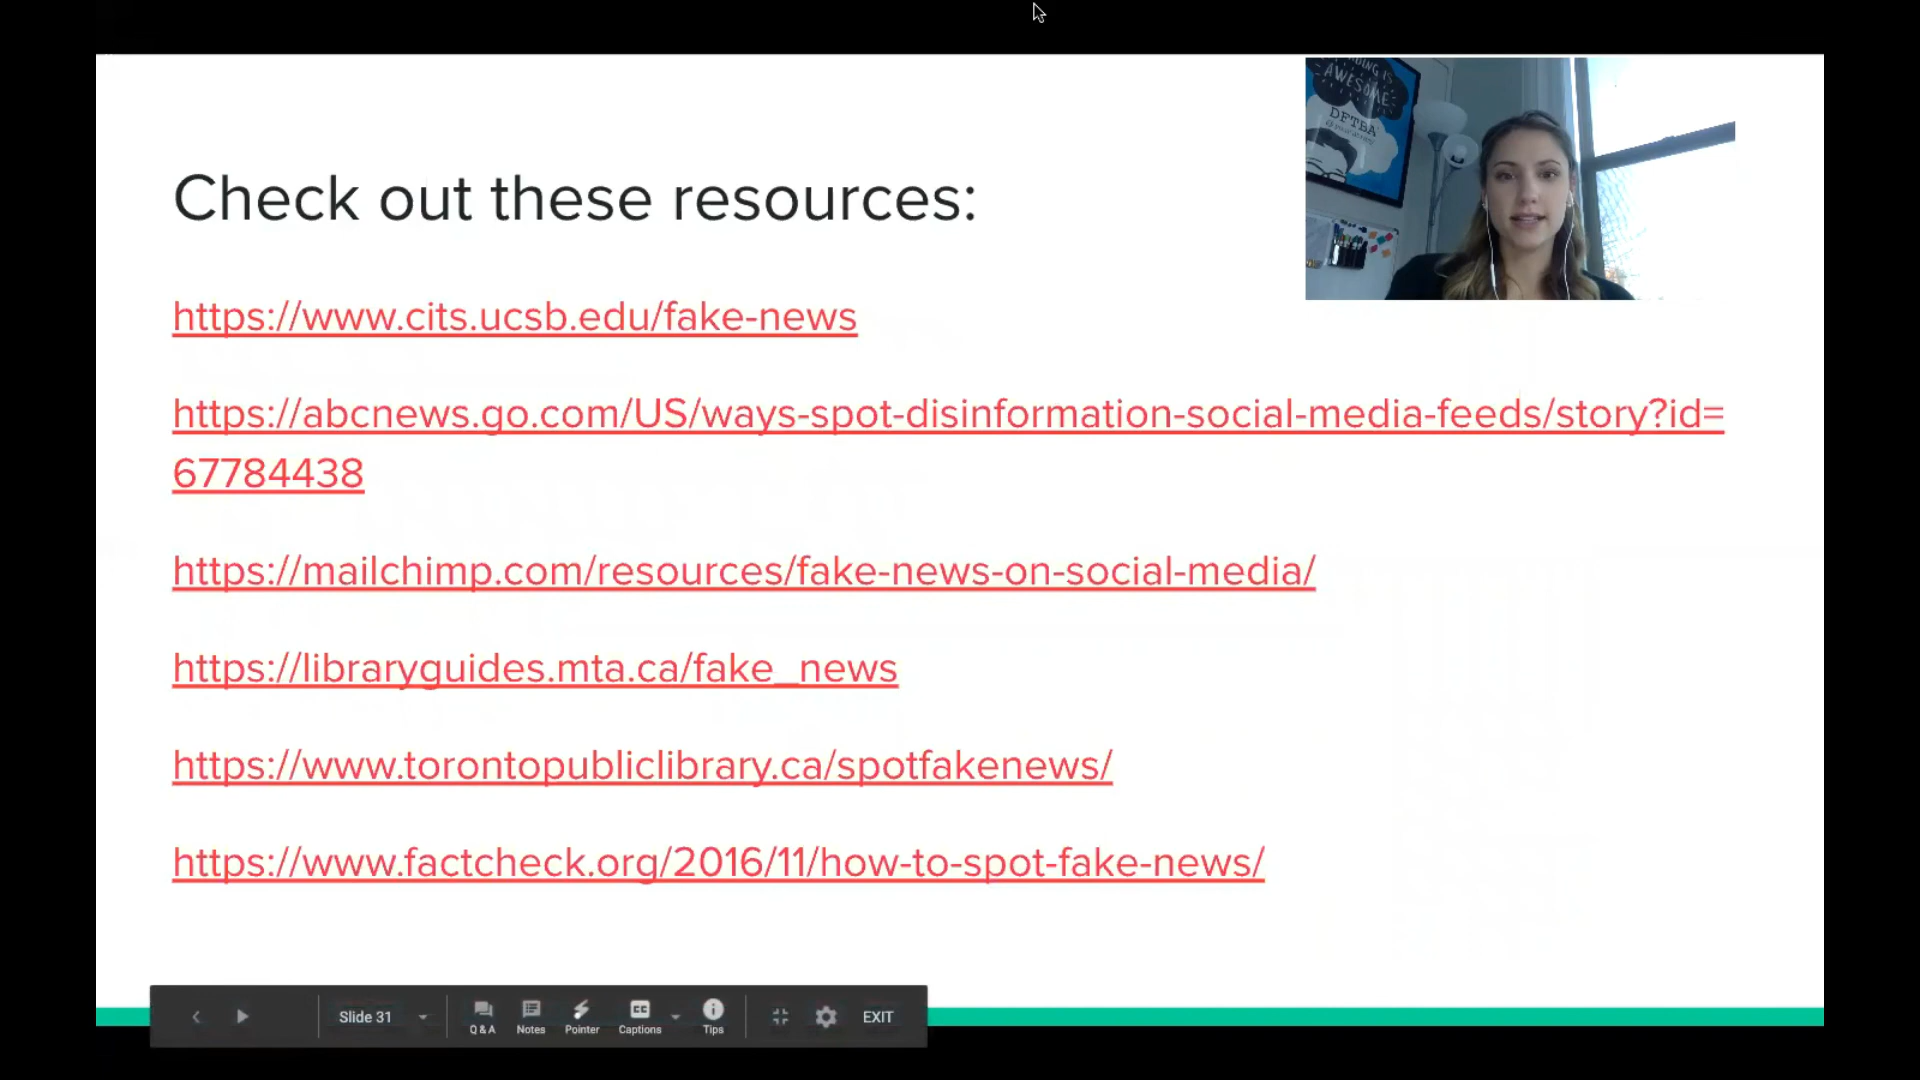 AWESOME
DFTBA
Check out these resources:
https://www.cits.ucsb.edu/fake-news
https://abcnews.go.com/US/ways-spot-disinformation-social-media-feeds/story?id=
67784438
https://mailchimp.com/resources/fake-news-on-social-media/
https://libraryguides.mta.ca/fake_news
https://www.torontopubliclibrary.ca/spotfakenews/
https://www.factcheck.org/2016/11/how-to-spot-fake-news/
Slide 31 Q & A Notes Pointer CC Captions Tips EXIT